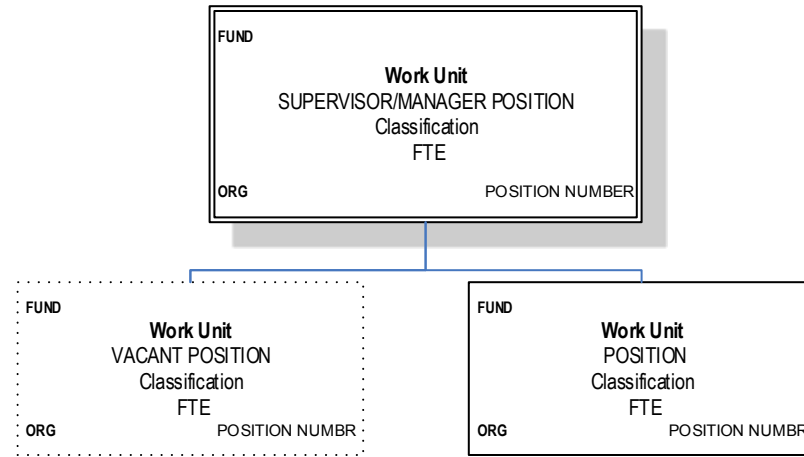 FUND
Work Unit
SUPERVISOR/MANAGER POSITION
Classification
FTE
ORG POSITION NUMBER
FUND
Work Unit
VACANT POSITION
Classification
FTE
ORG POSITION NUMBR
FUND
Work Unit
POSITION
Classification
FTE
ORG POSITION NUMBR